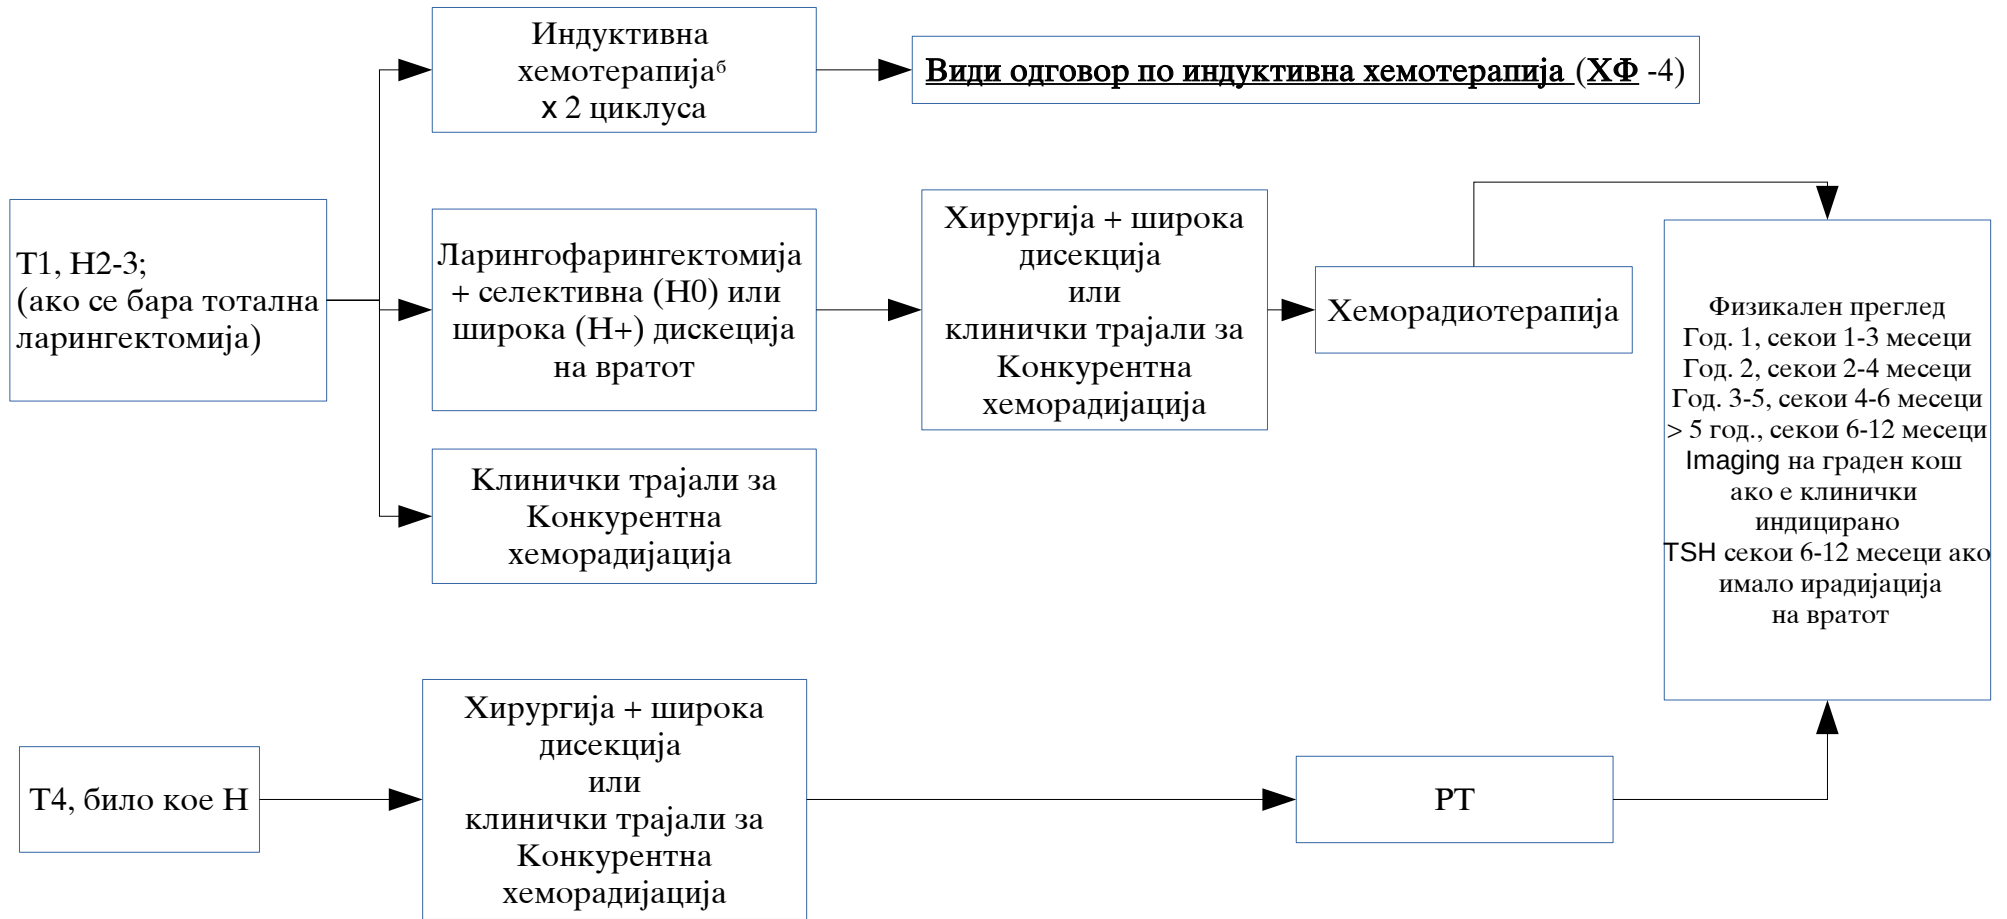 Индуктивна
хемотерапијаᵟ
x 2 циклуса
Види одговор по индуктивна хемотерапија (ХФ -4)
Т1, Н2-3;
(ако се бара тотална
ларингектомија)
Ларингофарингектомија
+ селективна (Н0) или
широка (Н+) дискеција
на вратот
Хирургија + широка
дисекција
или
клинички трајали за
Конкурентна
хеморадијација
Хеморадиотерапија
Клинички трајали за
Конкурентна
хеморадијација
Физикален преглед
Год. 1, секои 1-3 месеци
Год. 2, секои 2-4 месеци
Год. 3-5, секои 4-6 месеци
> 5 год., секои 6-12 месеци
Imaging на граден кош
ако е клинички
индицирано
TSH секои 6-12 месеци ако
имало ирадијација
на вратот
Т4, било кое Н
Хирургија + широка
дисекција
или
клинички трајали за
Конкурентна
хеморадијација
РТ